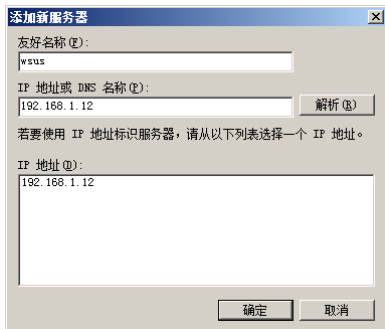 添加新服务器
友好名称(F):
wsus
IP 地址或 DNS 名称(P):
192.168.1.12
解析(R)
若要使用 IP 地址标识服务器，请从以下列表选择一个 IP 地址。
IP 地址(D):
192.168.1.12
确定
取消